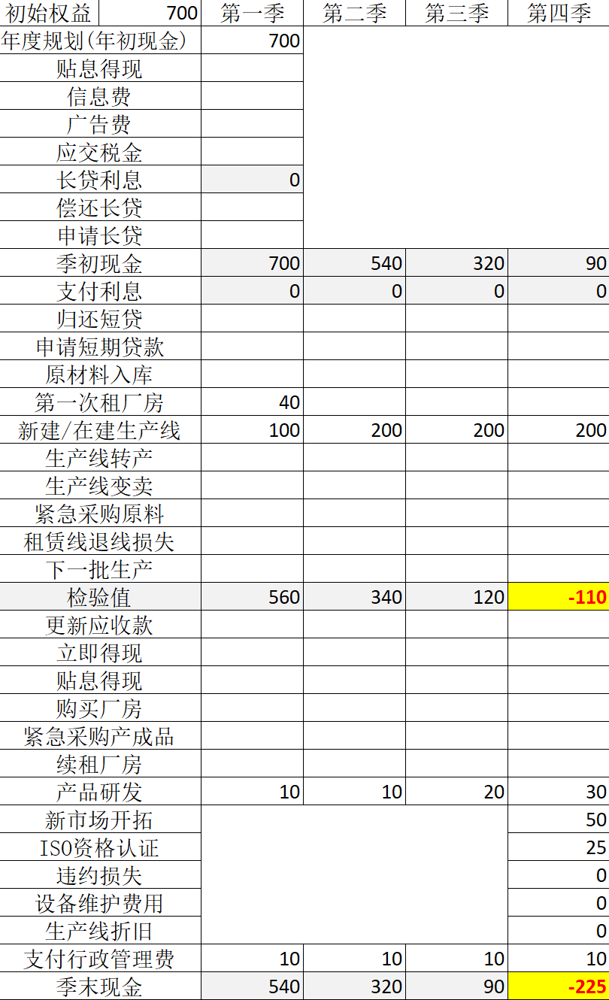 初始权益 700 第一季 第二季 第三季 第四季
年度规划(年初现金) 700
贴息得现
信息费
广告费
应交税金
长贷利息 0
偿还长贷
申请长贷
季初现金 700 540 320 90
支付利息 0 0 0 0
归还短贷
申请短期贷款
原材料入库
第一次租厂房 40
新建/在建生产线 100 200 200 200
生产线转产
生产线变卖
紧急采购原料
租赁线退线损失
下一批生产
检验值 560 340 120 -110
更新应收款
立即得现
贴息得现
购买厂房
紧急采购产成品
续租厂房
产品研发 10 10 20 30
新市场开拓 50
ISO资格认证 25
违约损失 0
设备维护费用 0
生产线折旧 0
支付行政管理费 10 10 10 10
季末现金 540 320 90 -225